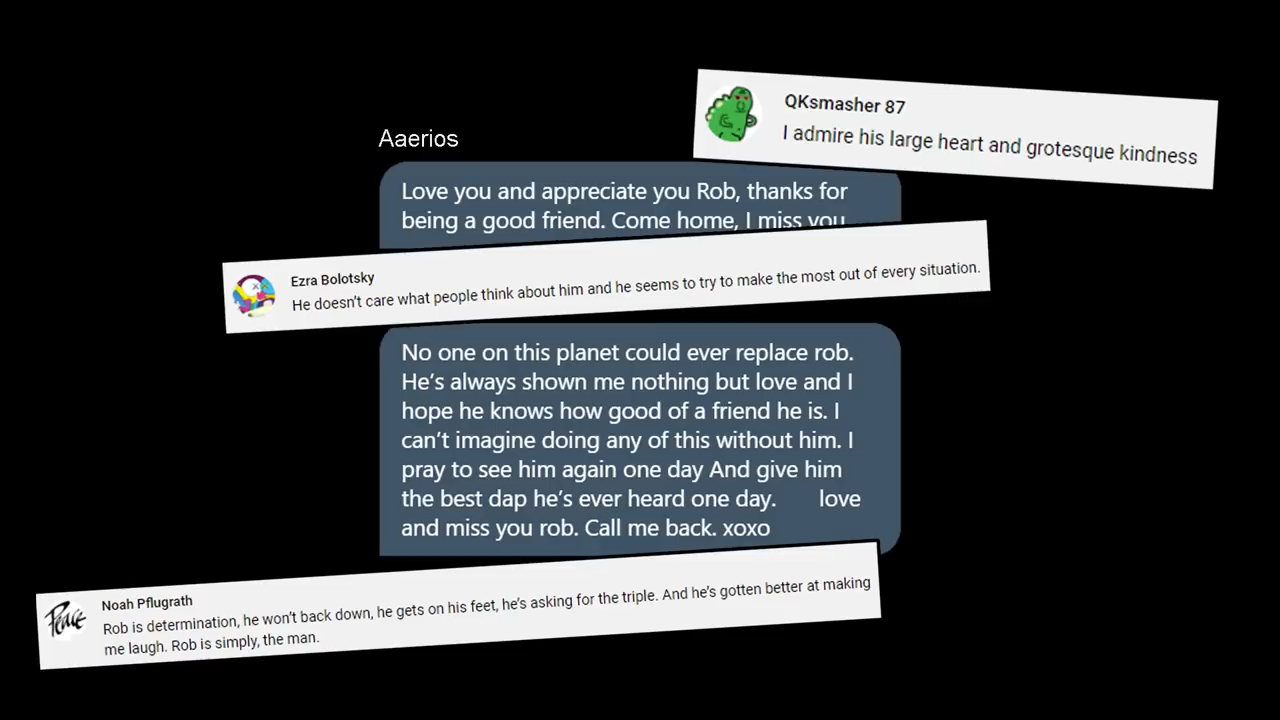 QKsmasher 87
I admire his large heart and grotesque kindness
Aaerios
Love you and appreciate you Rob, thanks for
being a good friend. Come home, I miss you
Ezra Bolotsky
He doesn't care what people think about him and he seems to try to make the most out of every situation.
No one on this planet could ever replace rob.
He's always shown me nothing but love and I
hope he knows how good of a friend he is. I
can't imagine doing any of this without him. I
pray to see him again one day And give him
the best dap he's ever heard one day. love
and miss you rob. Call me back. xoxo
Peace
Noah Pflugrath
Rob is determination, he won't back down, he gets on his feet, he's asking for the triple. And he's gotten better at making
me laugh. Rob is simply, the man.